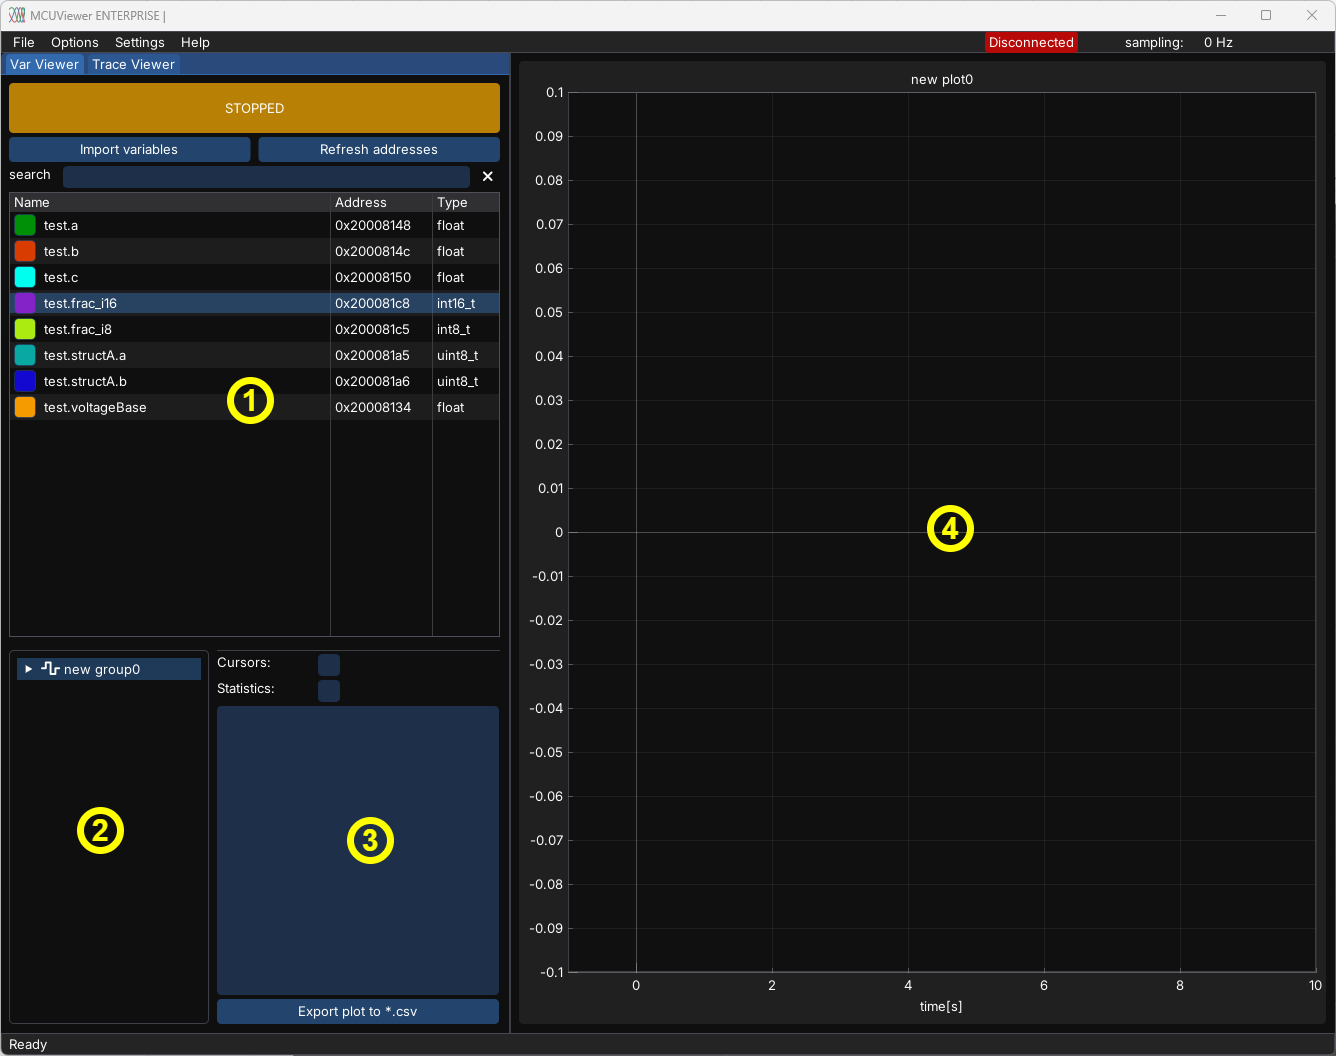 MCUViewer ENTERPRISE |
File Options Settings Help Disconnected sampling: 0 Hz
Var Viewer Trace Viewer
STOPPED
Import variables Refresh addresses
search
Name Address Type
test.a 0x20008148 float
test.b 0x2000814c float
test.c 0x20008150 float
test.frac_i16 0x200081c8 int16_t
test.frac_i8 0x200081c5 int8_t
test.structA.a 0x200081a5 uint8_t
test.structA.b 0x200081a6 uint8_t
test.voltageBase 0x20008134 float
1
new group0
2
Cursors:
Statistics:
3
Export plot to *.csv
new plot0
0.1
0.09
0.08
0.07
0.06
0.05
0.04
0.03
0.02
0.01
0
-0.01
-0.02
-0.03
-0.04
-0.05
-0.06
-0.07
-0.08
-0.09
-0.1
4
0 2 4 6 8 10
time[s]
Ready